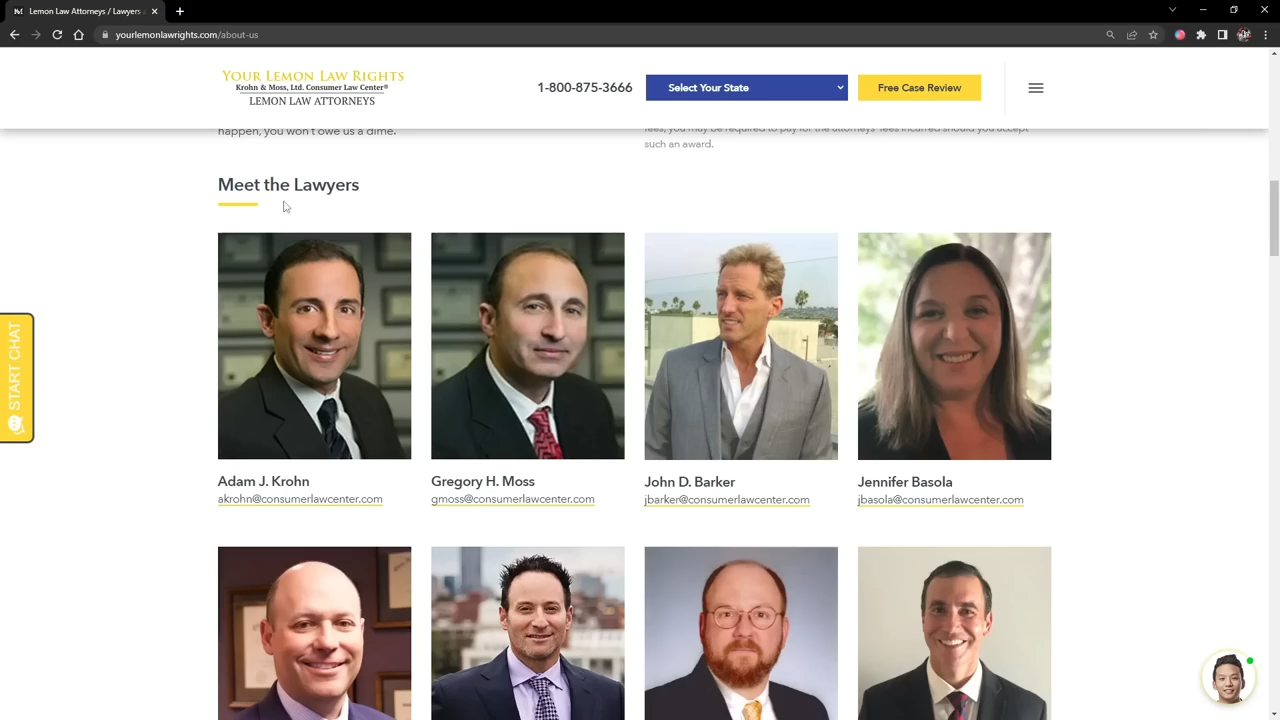 Lemon Law Attorneys | Your Lem
yourlemonlawrights.com/about-us
YOUR LEMON LAW RIGHTS
Krohn & Moss, Ltd. Consumer Law Center®
LEMON LAW ATTORNEYS
1-800-875-3666
Select Your State
Free Case Review
happen, you won't owe us a dime.
fees, you may be required to pay for the attorneys' fees incurred should you accept
such an award.
Meet the Lawyers
START CHAT
Adam J. Krohn
akrohn@consumerlawcenter.com
Gregory H. Moss
gmoss@consumerlawcenter.com
John D. Barker
jbarker@consumerlawcenter.com
Jennifer Basola
jbasola@consumerlawcenter.com